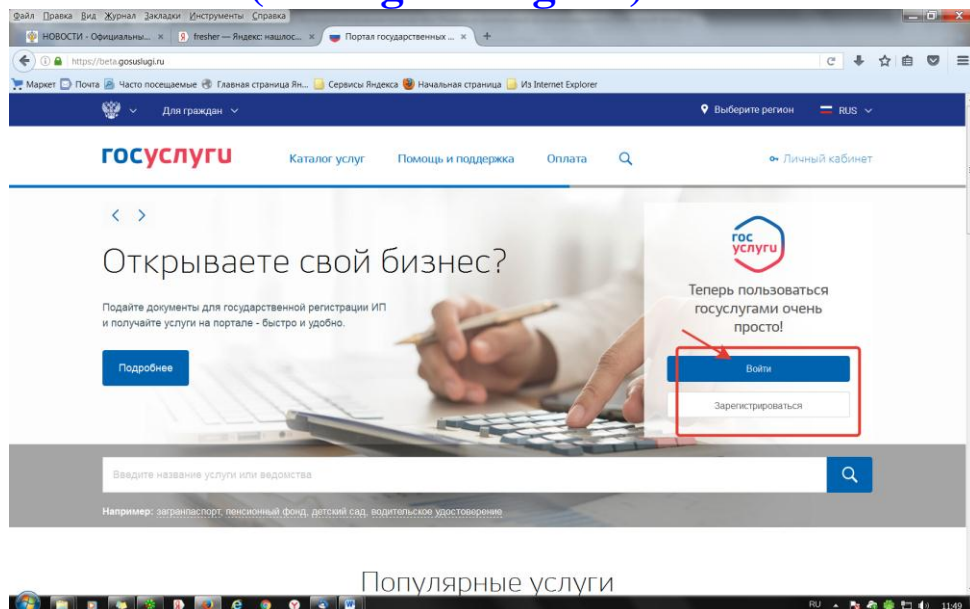 Файл Правка Вид Журнал Закладки Инструменты Справка
НОВОСТИ - Официальны... × fresher — Яндекс: нашлос... × Портал государственных ... × +
https://beta.gosuslugi.ru
Маркет Почта Часто посещаемые Главная страница Ян... Сервисы Яндекса Начальная страница Из Internet Explorer
Для граждан Выберите регион RUS
госуслуги Каталог услуг Помощь и поддержка Оплата Личный кабинет
Открываете свой бизнес?
Подайте документы для государственной регистрации ИП
и получайте услуги на портале - быстро и удобно.
Подробнее
гос
услуги
Теперь пользоваться
госуслугами очень
просто!
Войти
Зарегистрироваться
Введите название услуги или ведомства
Например: загранпаспорт, пенсионный фонд, детский сад, водительское удостоверение
Популярные услуги
RU 11:49